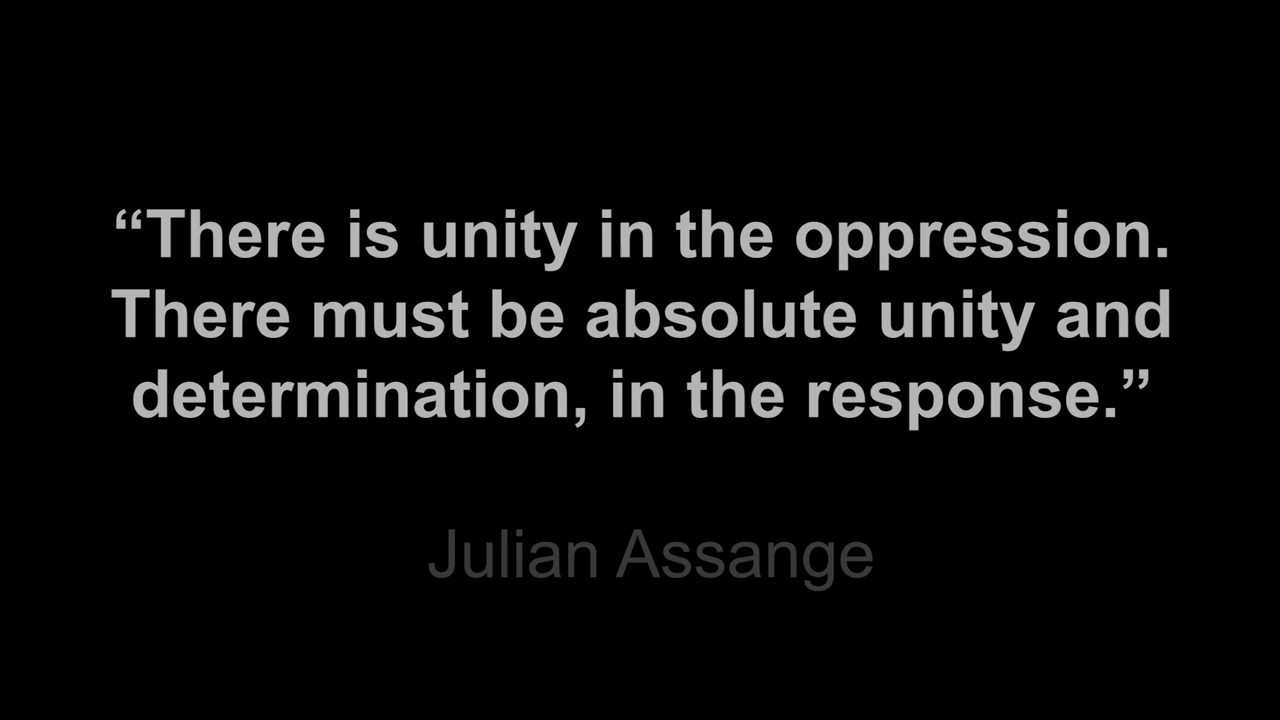 “There is unity in the oppression.
There must be absolute unity and
determination, in the response.”
Julian Assange